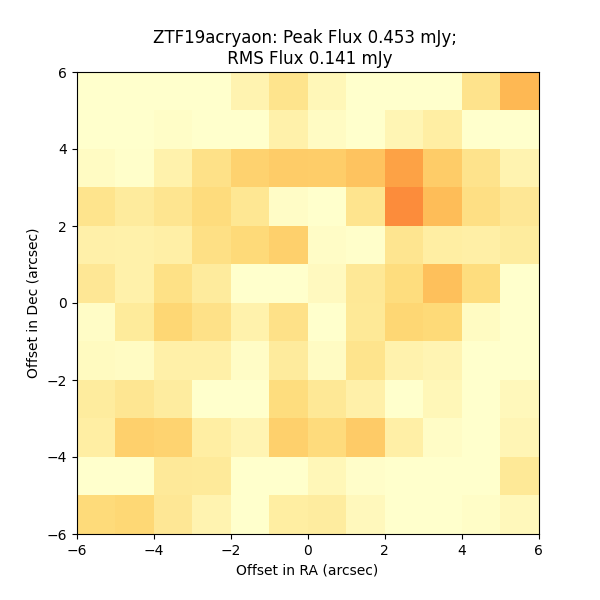 ZTF19acryaon: Peak Flux 0.453 mJy;
RMS Flux 0.141 mJy
6
4
2
0
−2
−4
−6
Offset in Dec (arcsec)
−6 −4 −2 0 2 4 6
Offset in RA (arcsec)